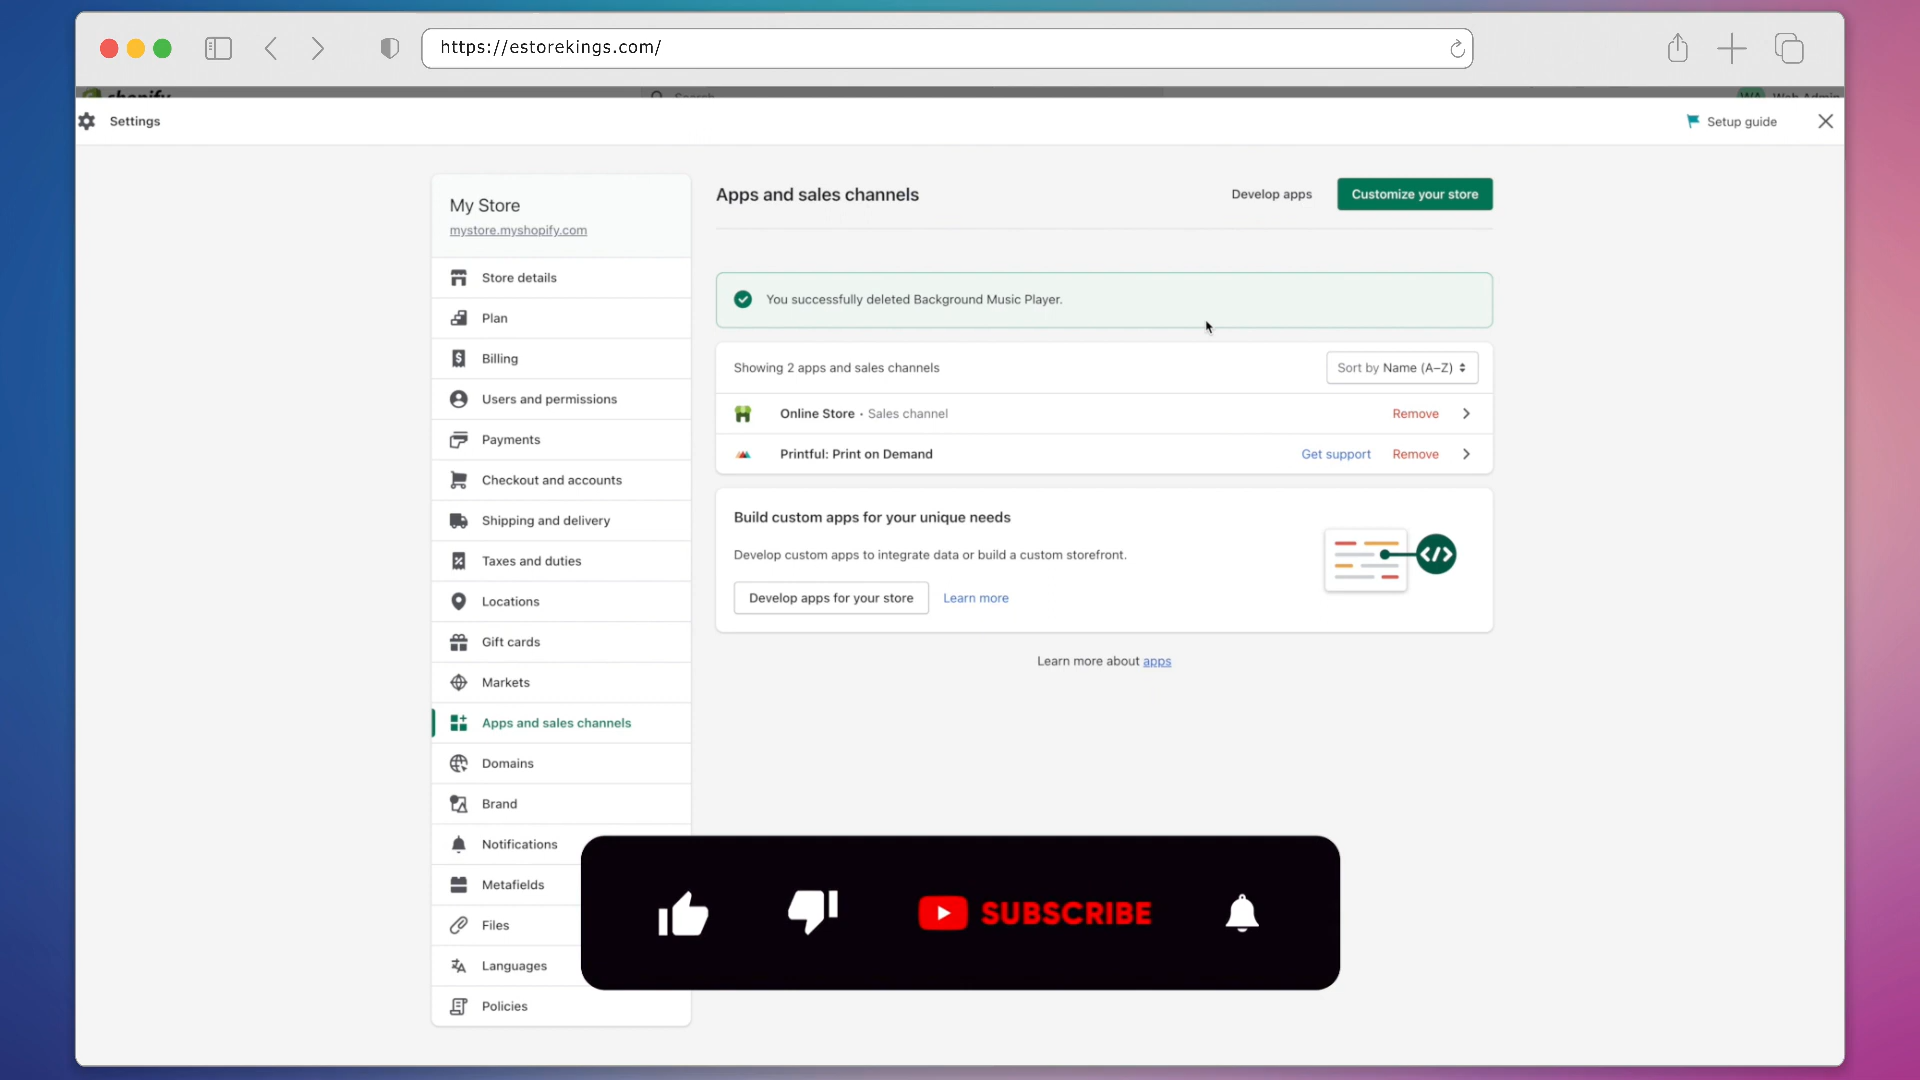 https://estorekings.com/
shopify
Search
WA Web Admin
Settings
Setup guide
My Store
mystore.myshopify.com
Store details
Plan
Billing
Users and permissions
Payments
Checkout and accounts
Shipping and delivery
Taxes and duties
Locations
Gift cards
Markets
Apps and sales channels
Domains
Brand
Notifications
Metafields
Files
Languages
Policies
Apps and sales channels
Develop apps
Customize your store
You successfully deleted Background Music Player.
Showing 2 apps and sales channels
Sort by Name (A–Z)
Online Store · Sales channel
Remove
Printful: Print on Demand
Get support
Remove
Build custom apps for your unique needs
Develop custom apps to integrate data or build a custom storefront.
Develop apps for your store
Learn more
Learn more about apps
SUBSCRIBE